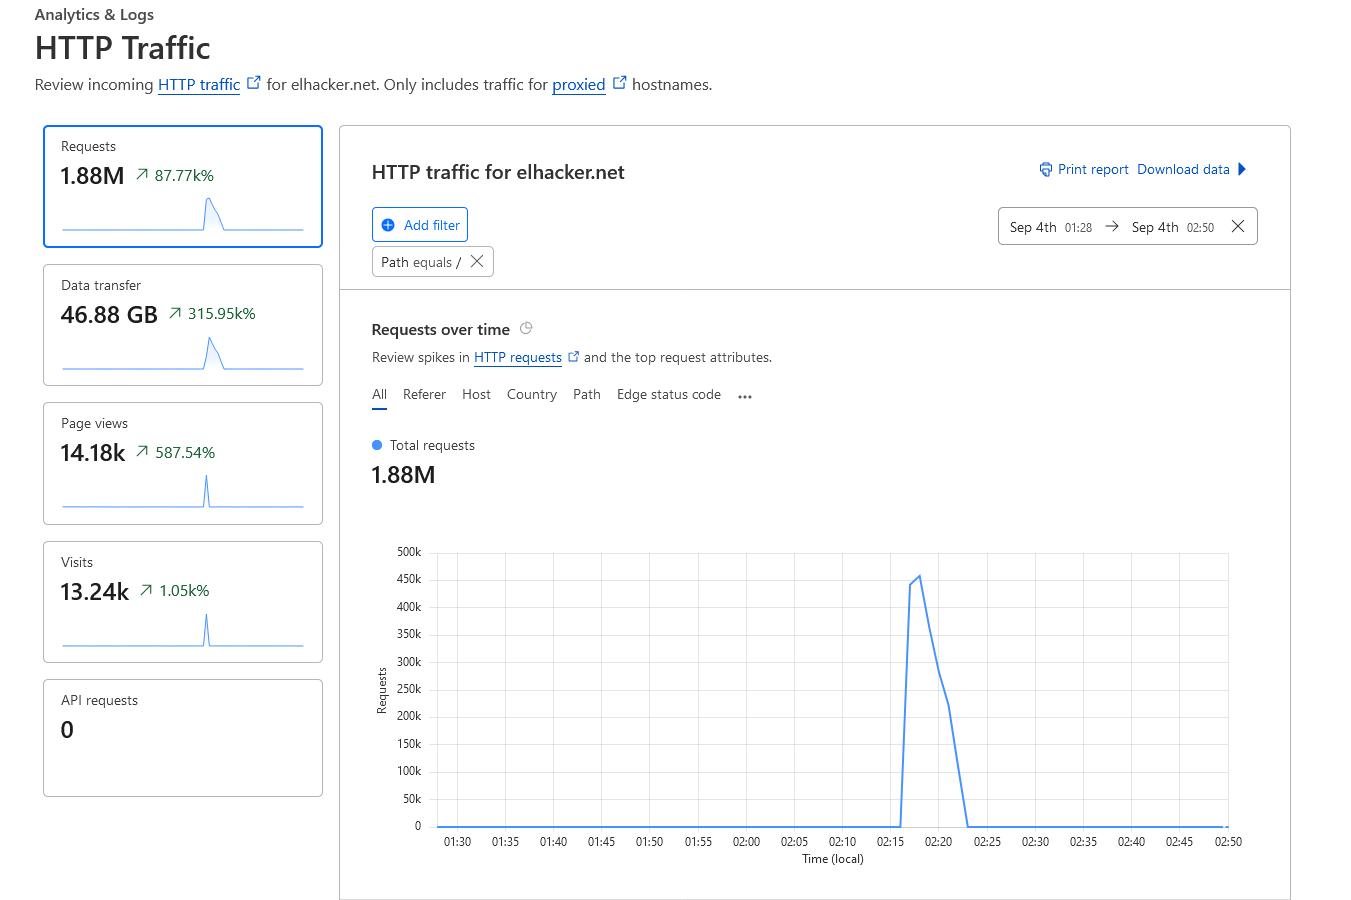 Analytics & Logs
HTTP Traffic
Review incoming HTTP traffic for elhacker.net. Only includes traffic for proxied hostnames.
Requests
1.88M 87.77k%
Data transfer
46.88 GB 315.95k%
Page views
14.18k 587.54%
Visits
13.24k 1.05k%
API requests
0
HTTP traffic for elhacker.net
Print report Download data
Add filter
Sep 4th 01:28 → Sep 4th 02:50
Path equals /
Requests over time
Review spikes in HTTP requests and the top request attributes.
All Referer Host Country Path Edge status code ...
Total requests
1.88M
500k
450k
400k
350k
300k
250k
200k
150k
100k
50k
0
Requests
01:30 01:35 01:40 01:45 01:50 01:55 02:00 02:05 02:10 02:15 02:20 02:25 02:30 02:35 02:40 02:45 02:50
Time (local)